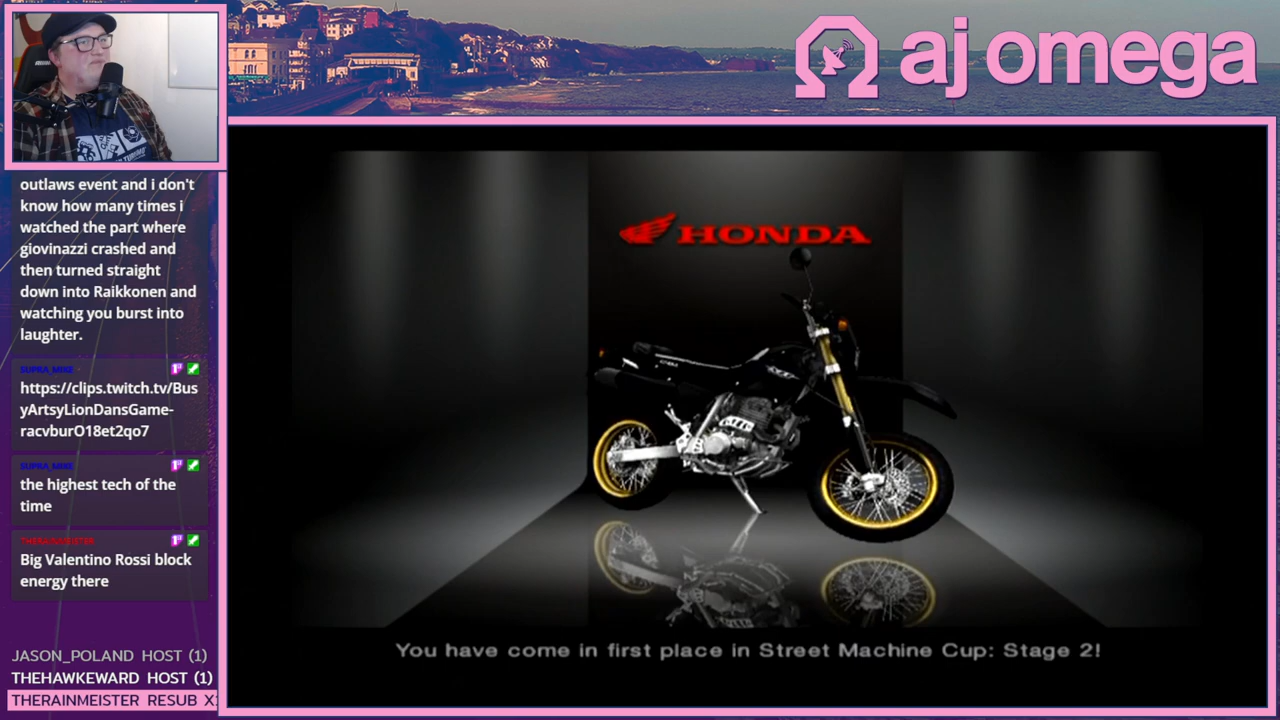 aj omega
outlaws event and i don't
know how many times i
watched the part where
giovinazzi crashed and
then turned straight
down into Raikkonen and
watching you burst into
laughter.
SUPRA_MIKE
https://clips.twitch.tv/Bus
yArtsyLionDansGame-
racvburO18et2qo7
SUPRA_MIKE
the highest tech of the
time
THERAINMEISTER
Big Valentino Rossi block
energy there
JASON_POLAND HOST (1)
THEHAWKEWARD HOST (1)
THERAINMEISTER RESUB X
HONDA
You have come in first place in Street Machine Cup: Stage 2!